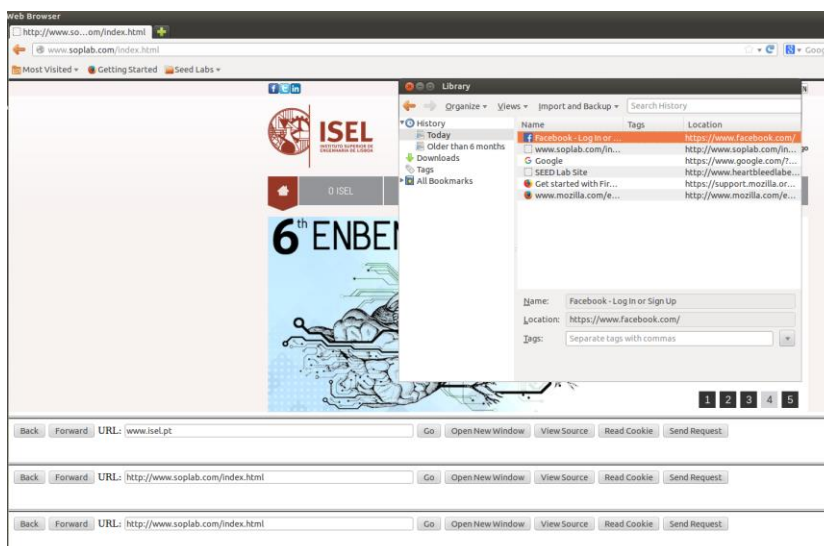 Web Browser
http://www.so...om/index.html
www.soplab.com/index.html
Goog
Most Visited Getting Started Seed Labs
Library
Organize Views Import and Backup Search History
History
Today
Older than 6 months
Downloads
Tags
All Bookmarks
Name Tags Location
Facebook - Log In or ... https://www.facebook.com/
www.soplab.com/in... http://www.soplab.com/in...
Google https://www.google.com/?...
SEED Lab Site http://www.heartbleedlabe...
Get started with Fir... https://support.mozilla.or...
www.mozilla.com/e... http://www.mozilla.com/e...
Name: Facebook - Log In or Sign Up
Location: https://www.facebook.com/
Tags: Separate tags with commas
ISEL
INSTITUTO SUPERIOR DE
ENGENHARIA DE LISBOA
O ISEL
6th ENBE
1 2 3 4 5
Back Forward URL: www.isel.pt Go Open New Window View Source Read Cookie Send Request
Back Forward URL: http://www.soplab.com/index.html Go Open New Window View Source Read Cookie Send Request
Back Forward URL: http://www.soplab.com/index.html Go Open New Window View Source Read Cookie Send Request